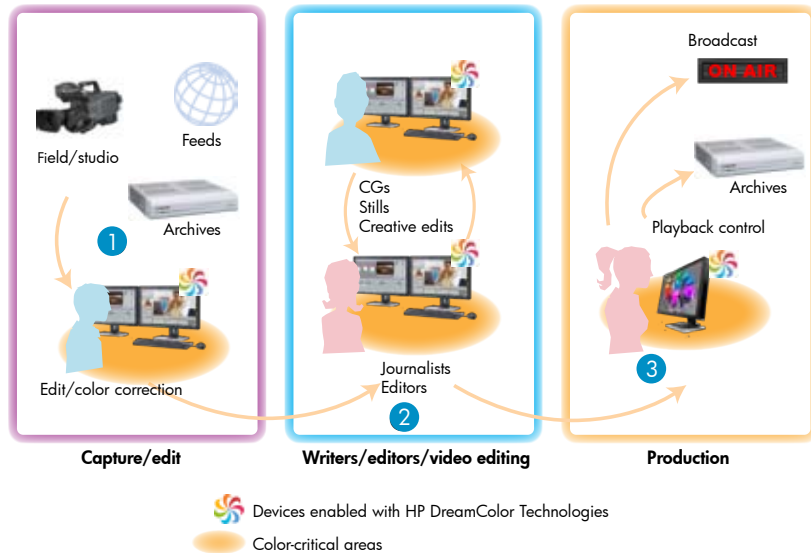 Field/studio
Feeds
Archives
1
Edit/color correction
Capture/edit
CGs
Stills
Creative edits
Journalists
Editors
2
Writers/editors/video editing
Broadcast
ON AIR
Archives
Playback control
3
Production
Devices enabled with HP DreamColor Technologies
Color-critical areas